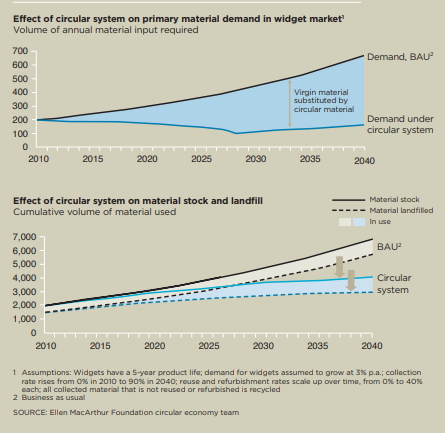 Effect of circular system on primary material demand in widget market1
Volume of annual material input required
700
600
500
400
300
200
100
0
2010 2015 2020 2025 2030 2035 2040
Demand, BAU2
Virgin material
substituted by
circular material
Demand under
circular system
Effect of circular system on material stock and landfill
Cumulative volume of material used
Material stock
Material landfilled
In use
7,000
6,000
5,000
4,000
3,000
2,000
1,000
0
2010 2015 2020 2025 2030 2035 2040
BAU2
Circular
system
1 Assumptions: Widgets have a 5-year product life; demand for widgets assumed to grow at 3% p.a.; collection
rate rises from 0% in 2010 to 90% in 2040; reuse and refurbishment rates scale up over time, from 0% to 40%
each; all collected material that is not reused or refurbished is recycled
2 Business as usual
SOURCE: Ellen MacArthur Foundation circular economy team